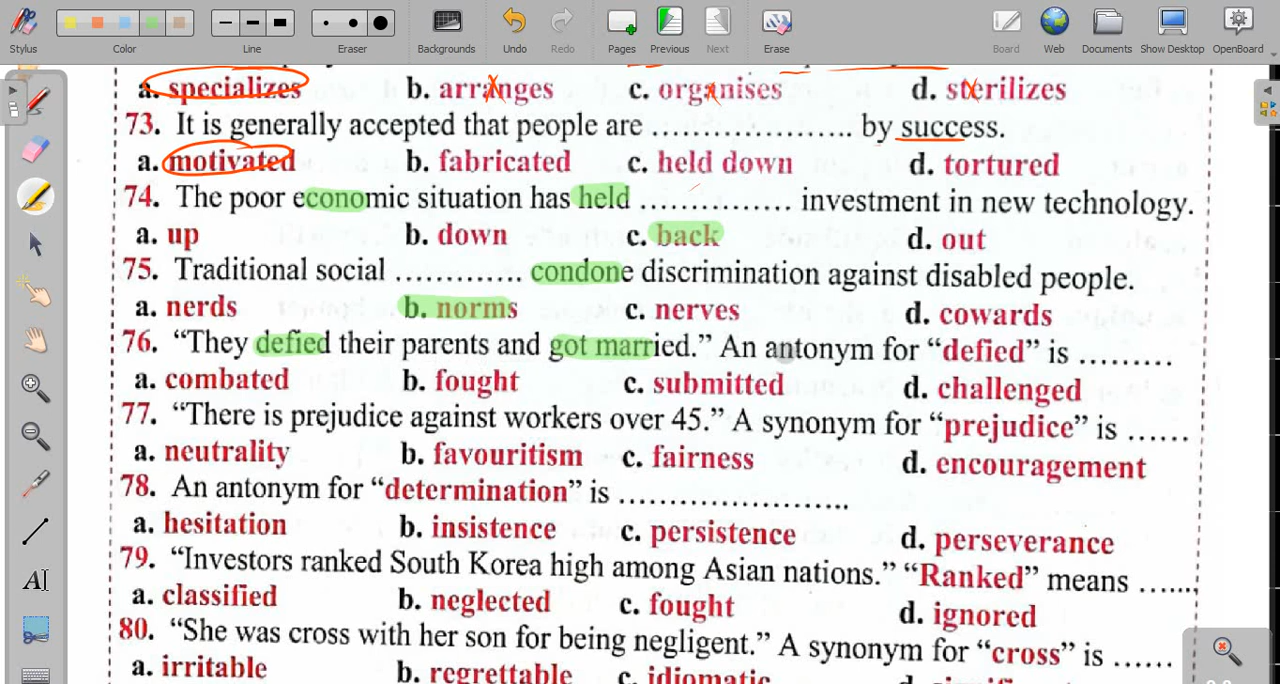 Stylus Color Line Eraser Backgrounds Undo Redo Pages Previous Next Erase Board Web Documents Show Desktop OpenBoard
a. specializes b. arranges c. organises d. sterilizes
73. It is generally accepted that people are .................... by success.
a. motivated b. fabricated c. held down d. tortured
74. The poor economic situation has held .............. investment in new technology.
a. up b. down c. back d. out
75. Traditional social .............. condone discrimination against disabled people.
a. nerds b. norms c. nerves d. cowards
76. “They defied their parents and got married.” An antonym for “defied” is ..........
a. combated b. fought c. submitted d. challenged
77. “There is prejudice against workers over 45.” A synonym for “prejudice” is ......
a. neutrality b. favouritism c. fairness d. encouragement
78. An antonym for “determination” is ........................
a. hesitation b. insistence c. persistence d. perseverance
79. “Investors ranked South Korea high among Asian nations.” “Ranked” means ......
a. classified b. neglected c. fought d. ignored
80. “She was cross with her son for being negligent.” A synonym for “cross” is ......
a. irritable b. regrettable c. idiomatic d.